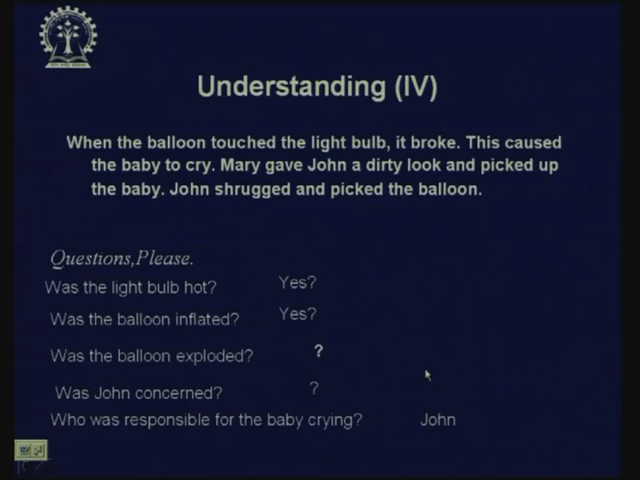 Understanding (IV)
When the balloon touched the light bulb, it broke. This caused
the baby to cry. Mary gave John a dirty look and picked up
the baby. John shrugged and picked the balloon.
Questions,Please.
Was the light bulb hot? Yes?
Was the balloon inflated? Yes?
Was the balloon exploded? ?
Was John concerned? ?
Who was responsible for the baby crying? John